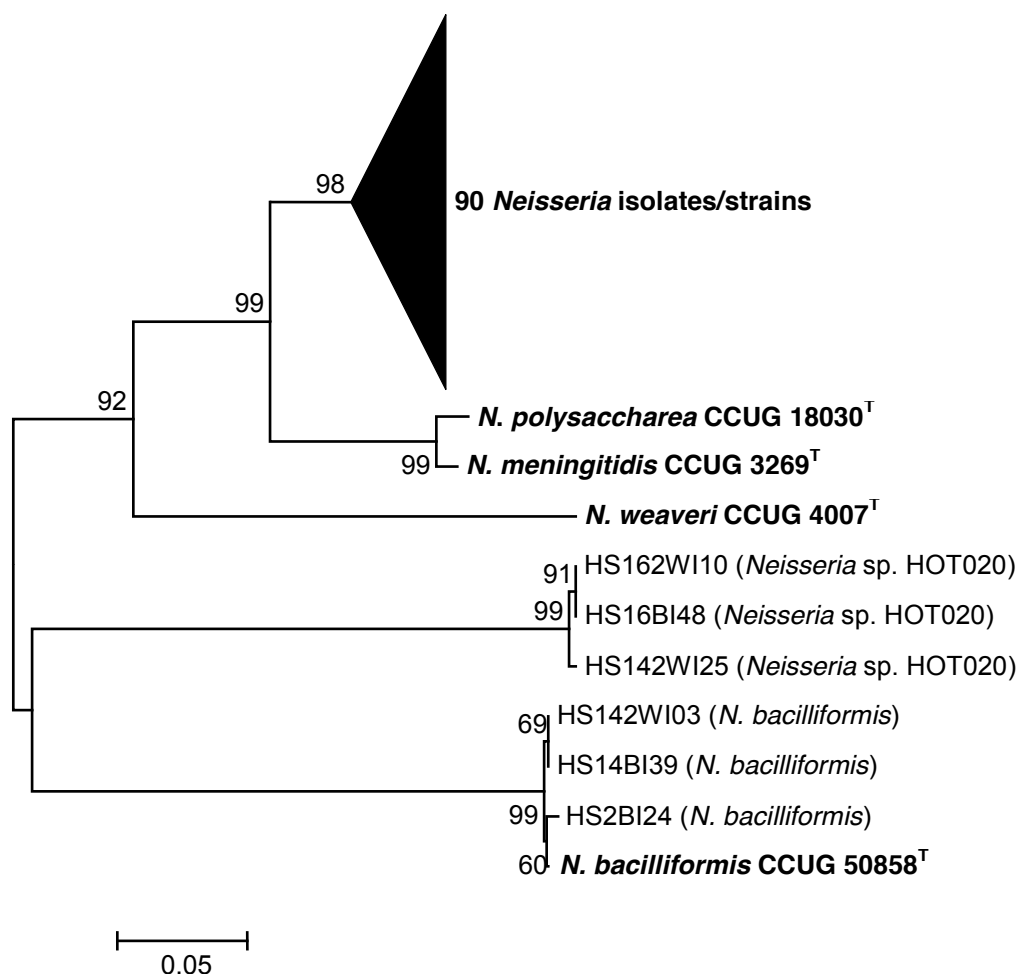 98
90 Neisseria isolates/strains
99
92
N. polysaccharea CCUG 18030T
99
N. meningitidis CCUG 3269T
N. weaveri CCUG 4007T
91
HS162WI10 (Neisseria sp. HOT020)
99
HS16BI48 (Neisseria sp. HOT020)
HS142WI25 (Neisseria sp. HOT020)
69
HS142WI03 (N. bacilliformis)
HS14BI39 (N. bacilliformis)
99
HS2BI24 (N. bacilliformis)
60
N. bacilliformis CCUG 50858T
0.05